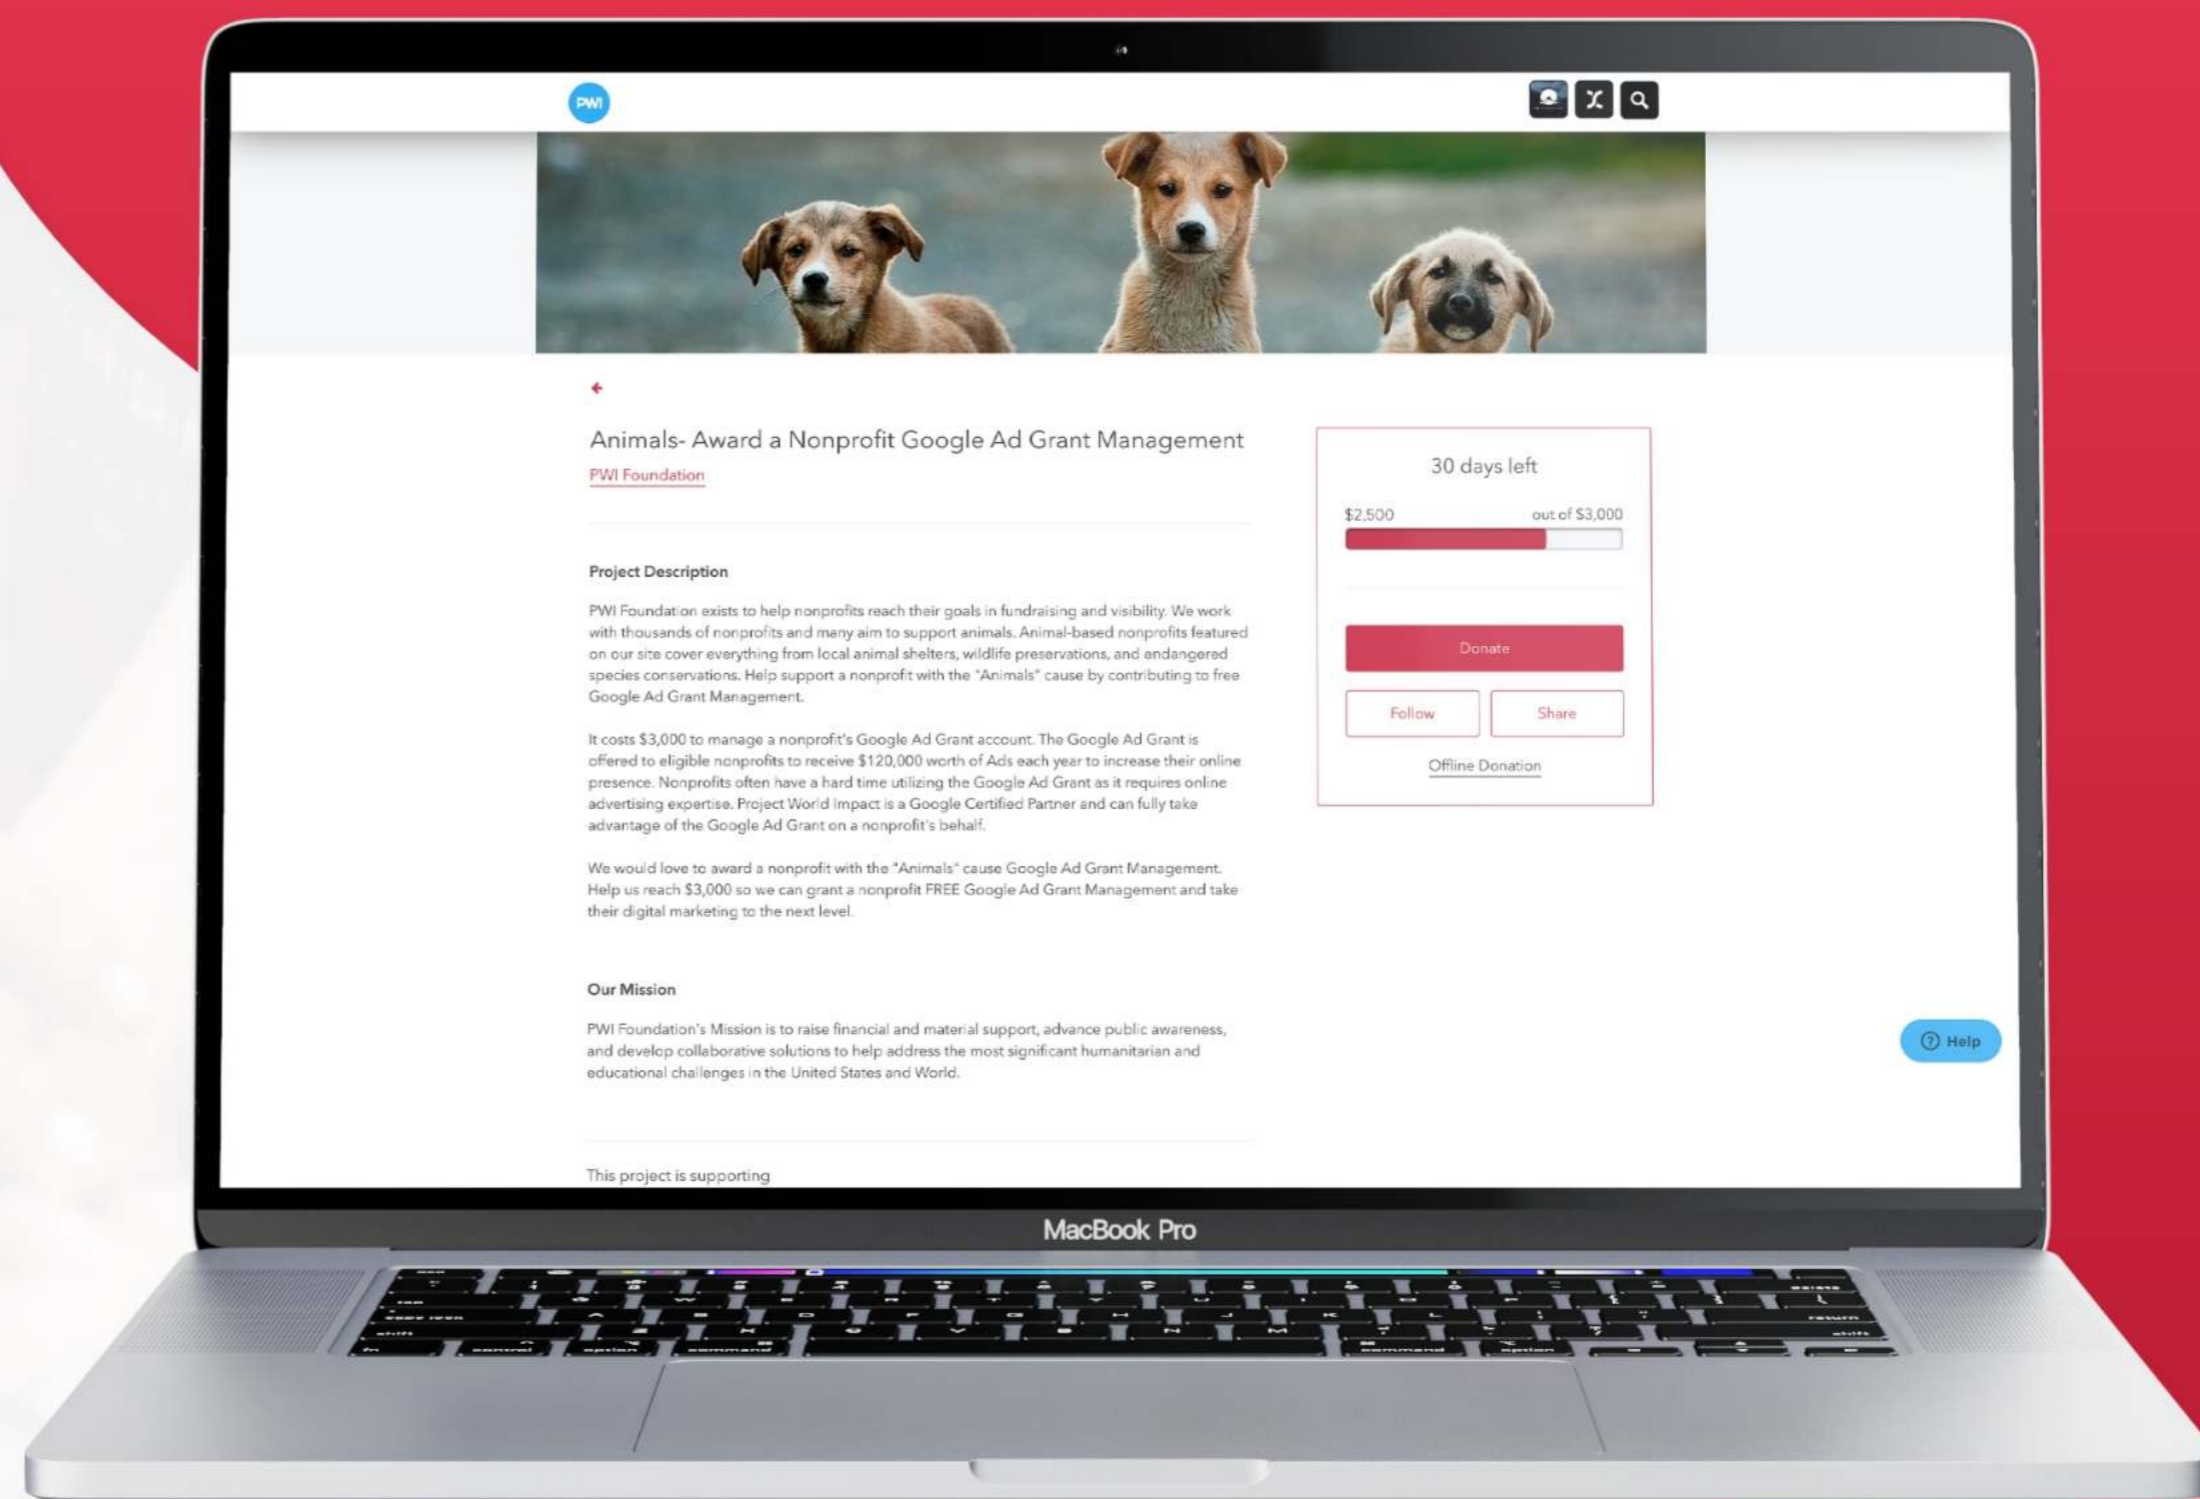 PWI
Animals- Award a Nonprofit Google Ad Grant Management
PWI Foundation
30 days left
$2,500
out of $3,000
Donate
Follow
Share
Offline Donation
Project Description
PWI Foundation exists to help nonprofits reach their goals in fundraising and visibility. We work
with thousands of nonprofits and many aim to support animals. Animal-based nonprofits featured
on our site cover everything from local animal shelters, wildlife preservations, and endangered
species conservations. Help support a nonprofit with the "Animals" cause by contributing to free
Google Ad Grant Management.
It costs $3,000 to manage a nonprofit's Google Ad Grant account. The Google Ad Grant is
offered to eligible nonprofits to receive $120,000 worth of Ads each year to increase their online
presence. Nonprofits often have a hard time utilizing the Google Ad Grant as it requires online
advertising expertise. Project World Impact is a Google Certified Partner and can fully take
advantage of the Google Ad Grant on a nonprofit's behalf.
We would love to award a nonprofit with the "Animals" cause Google Ad Grant Management.
Help us reach $3,000 so we can grant a nonprofit FREE Google Ad Grant Management and take
their digital marketing to the next level.
Our Mission
PWI Foundation's Mission is to raise financial and material support, advance public awareness,
and develop collaborative solutions to help address the most significant humanitarian and
educational challenges in the United States and World.
Help
This project is supporting
MacBook Pro